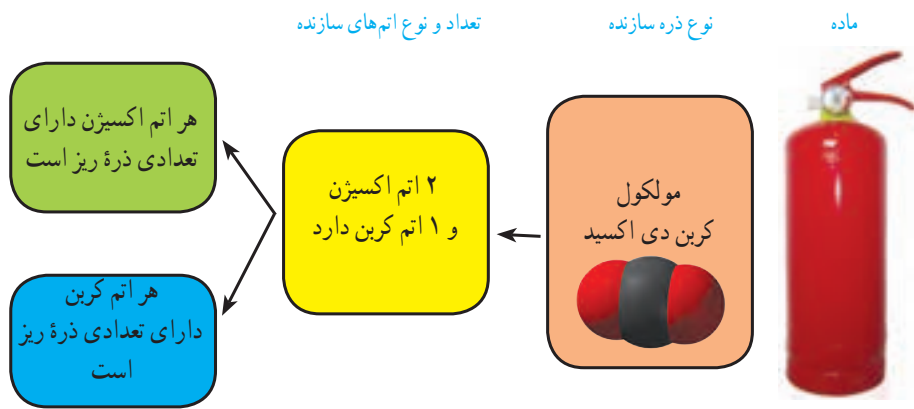 ماده
نوع ذره سازنده
تعداد و نوع اتم‌های سازنده
مولکول
کربن دی اکسید
۲ اتم اکسیژن
و ۱ اتم کربن دارد
هر اتم اکسیژن دارای
تعدادی ذرهٔ ریز است
هر اتم کربن
دارای تعدادی ذرهٔ ریز
است